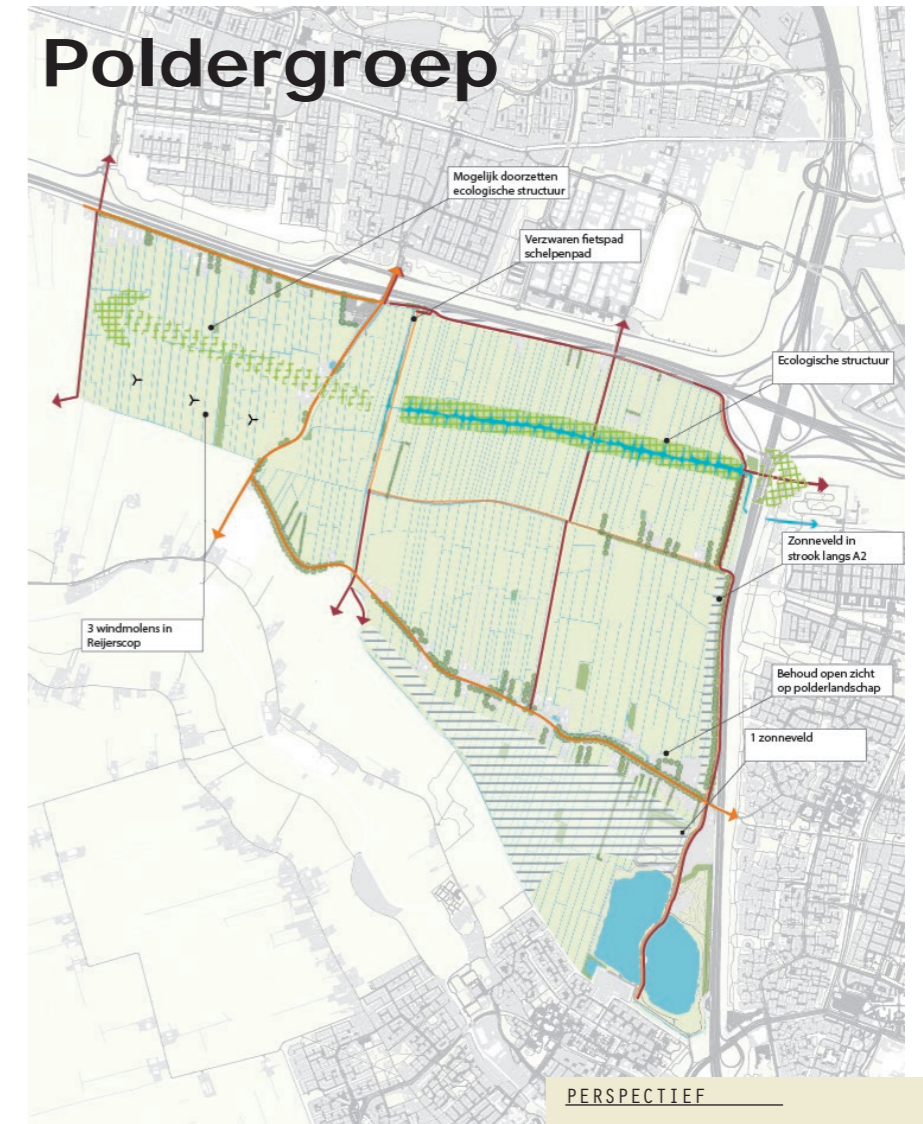 Poldergroep
Mogelijk doorzetten
ecologische structuur
Verzwaren fietspad
schelpenpad
Ecologische structuur
Zonneveld in
strook langs A2
3 windmolens in
Reijerscop
Behoud open zicht
op polderlandschap
1 zonneveld
PERSPECTIEF